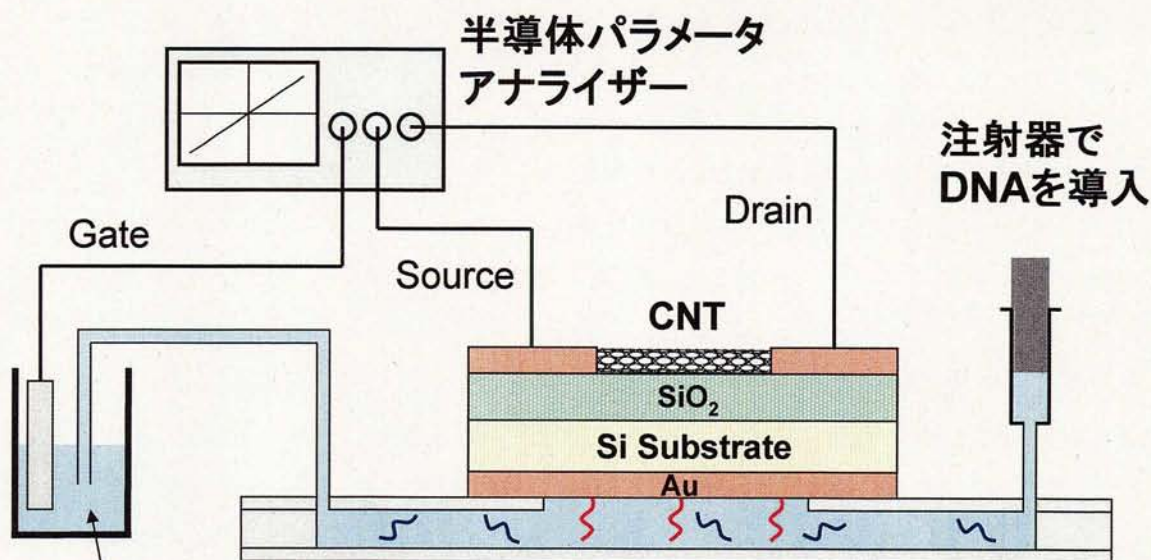 半導体パラメータ
アナライザー
注射器で
DNAを導入
Drain
Gate
Source
CNT
SiO₂
Si Substrate
Au